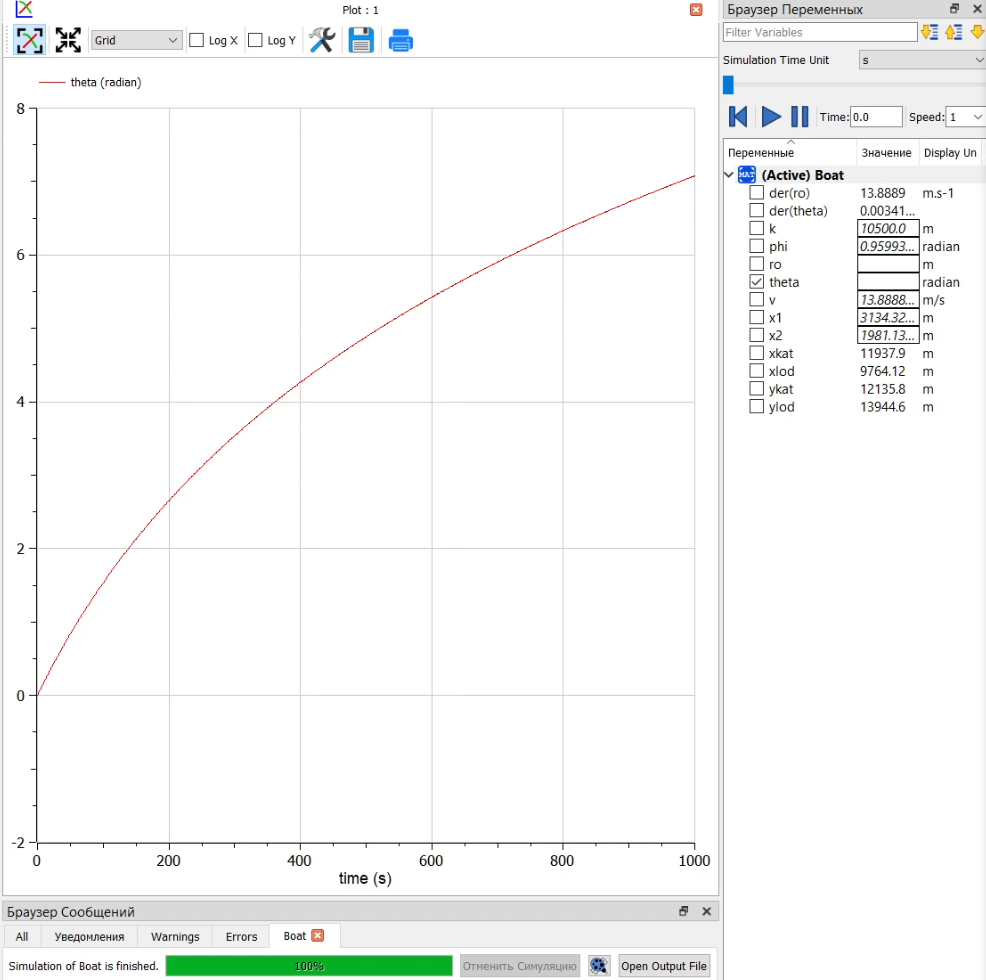 Plot : 1
Grid
Log X
Log Y
theta (radian)
8
6
4
2
0
-2
0 200 400 600 800 1000
time (s)
Браузер Переменных
Filter Variables
Simulation Time Unit s
Time: 0.0 Speed: 1
Переменные Значение Display Un
MAT (Active) Boat
der(ro) 13.8889 m.s-1
der(theta) 0.00341...
k 10500.0 m
phi 0.95993... radian
ro m
theta radian
v 13.8888... m/s
x1 3134.32... m
x2 1981.13... m
xkat 11937.9 m
xlod 9764.12 m
ykat 12135.8 m
ylod 13944.6 m
Браузер Сообщений
All Уведомления Warnings Errors Boat
Simulation of Boat is finished. 100% Отменить Симуляцию Open Output File